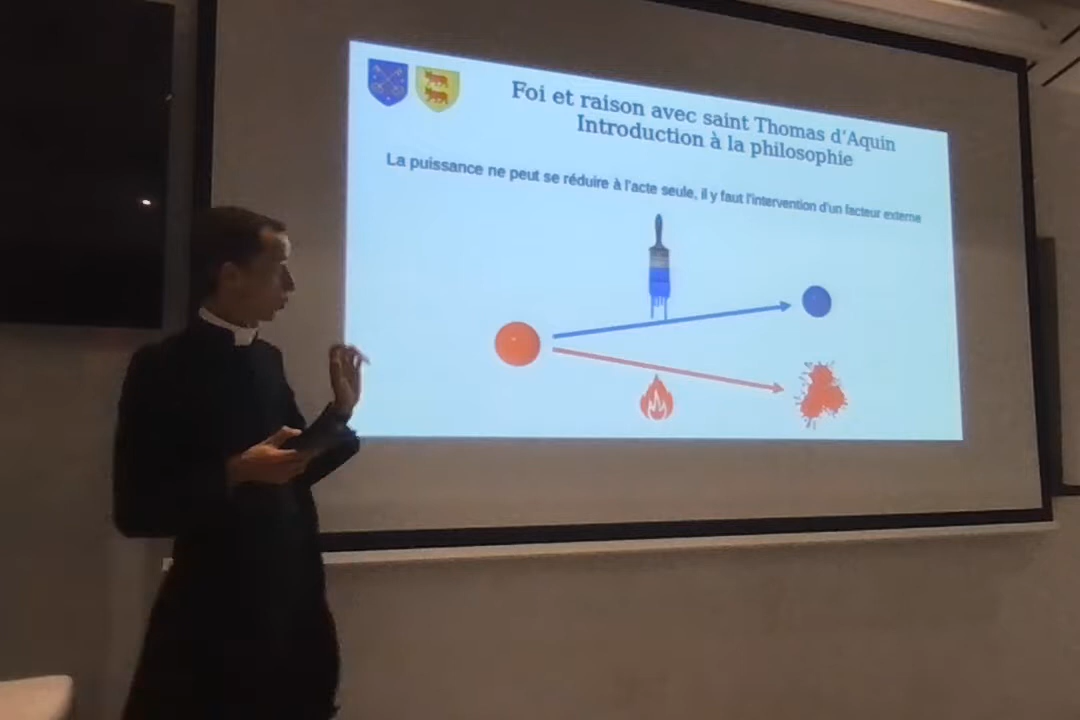 Foi et raison avec saint Thomas d'Aquin
Introduction à la philosophie
La puissance ne peut se réduire à l'acte seule, il y faut l'intervention d'un facteur externe